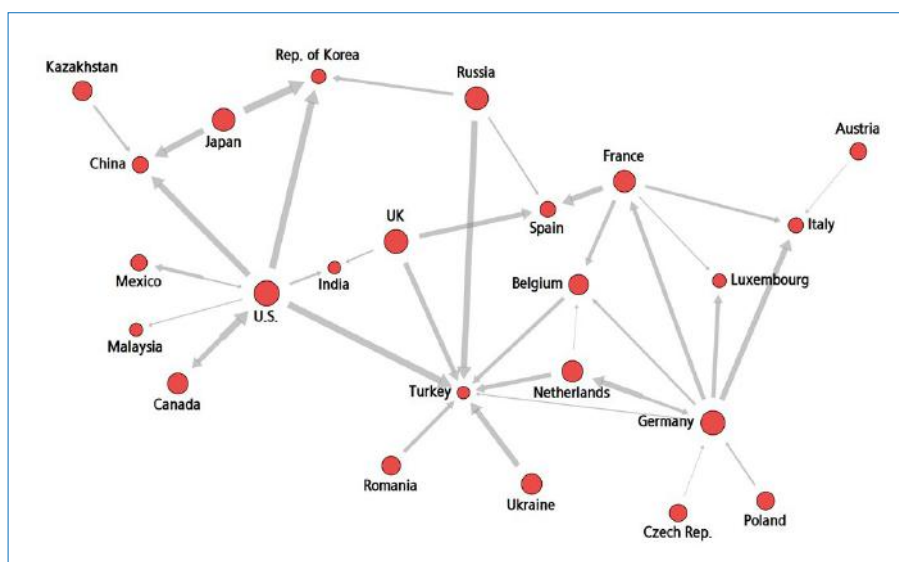 Rep. of Korea
Kazakhstan
Russia
Japan
Austria
France
China
UK
Spain
Italy
Mexico
India
Belgium
Luxembourg
U.S.
Malaysia
Turkey
Netherlands
Canada
Germany
Romania
Ukraine
Czech Rep.
Poland